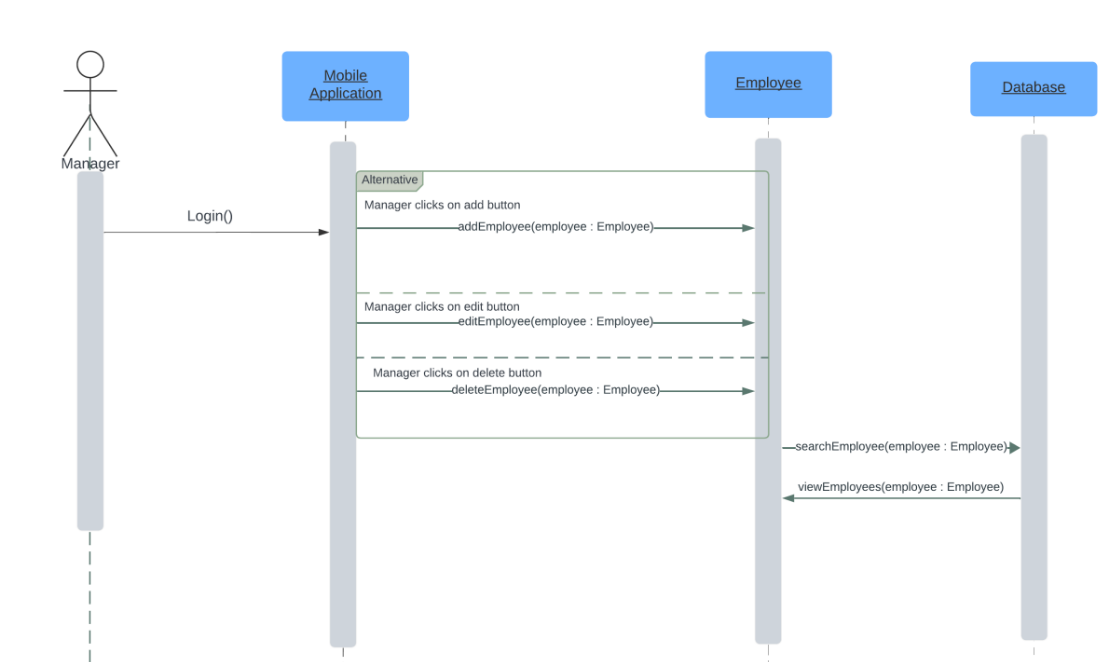 Mobile
Application
Employee
Database
Manager
Alternative
Manager clicks on add button
Login()
addEmployee(employee : Employee)
Manager clicks on edit button
editEmployee(employee : Employee)
Manager clicks on delete button
deleteEmployee(employee : Employee)
searchEmployee(employee : Employee)
viewEmployees(employee : Employee)